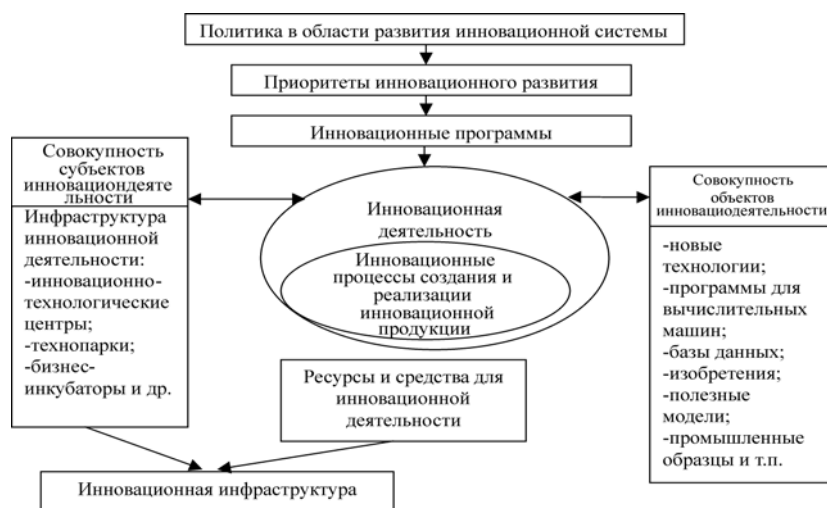 Политика в области развития инновационной системы
Приоритеты инновационного развития
Инновационные программы
Совокупность
субъектов
инновациондеяте
льности
Инфраструктура
инновационной
деятельности:
-инновационно-
технологические
центры;
-технопарки;
-бизнес-
инкубаторы и др.
Инновационная
деятельность
Инновационные
процессы создания и
реализации
инновационной
продукции
Совокупность
объектов
инновациодеятельности
-новые
технологии;
-программы для
вычислительных
машин;
-базы данных;
-изобретения;
-полезные
модели;
-промышленные
образцы и т.п.
Ресурсы и средства для
инновационной
деятельности
Инновационная инфраструктура